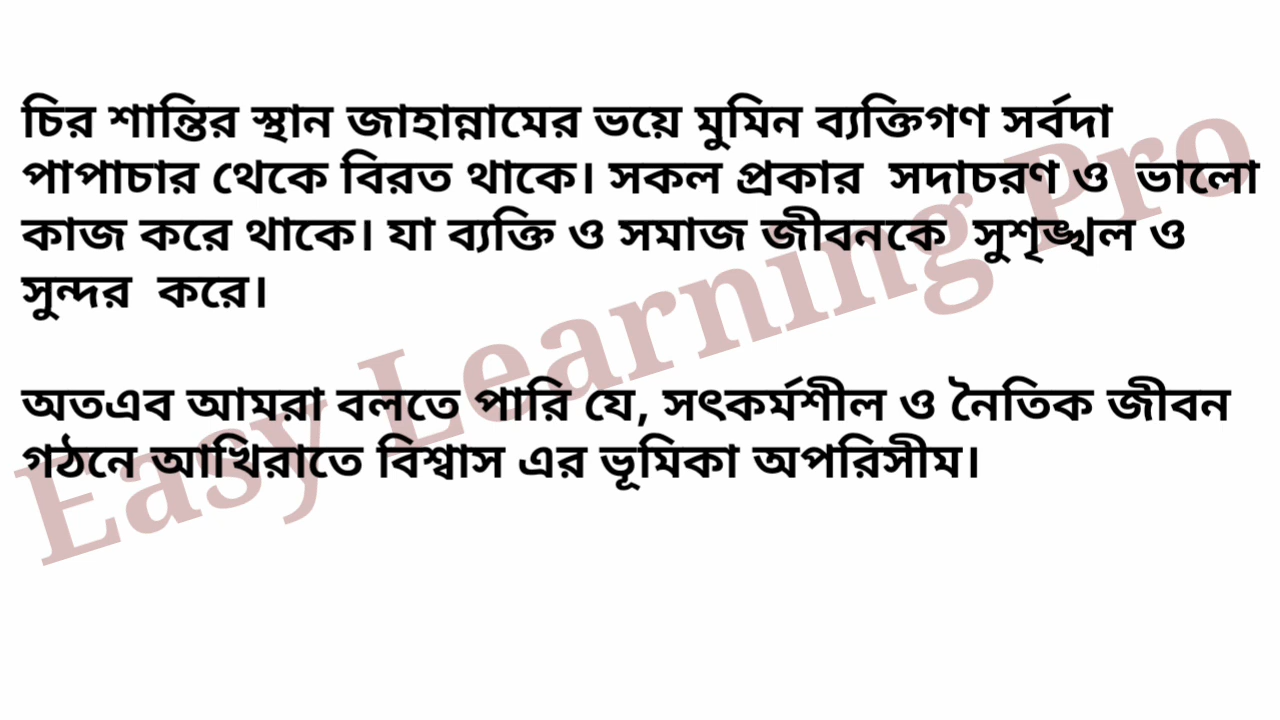 চির শান্তির স্থান জাহান্নামের ভয়ে মুমিন ব্যক্তিগণ সর্বদা
পাপাচার থেকে বিরত থাকে। সকল প্রকার সদাচরণ ও ভালো
কাজ করে থাকে। যা ব্যক্তি ও সমাজ জীবনকে সুশৃঙ্খল ও
সুন্দর করে।
অতএব আমরা বলতে পারি যে, সৎকর্মশীল ও নৈতিক জীবন
গঠনে আখিরাতে বিশ্বাস এর ভূমিকা অপরিসীম।
Easy Learning Pro